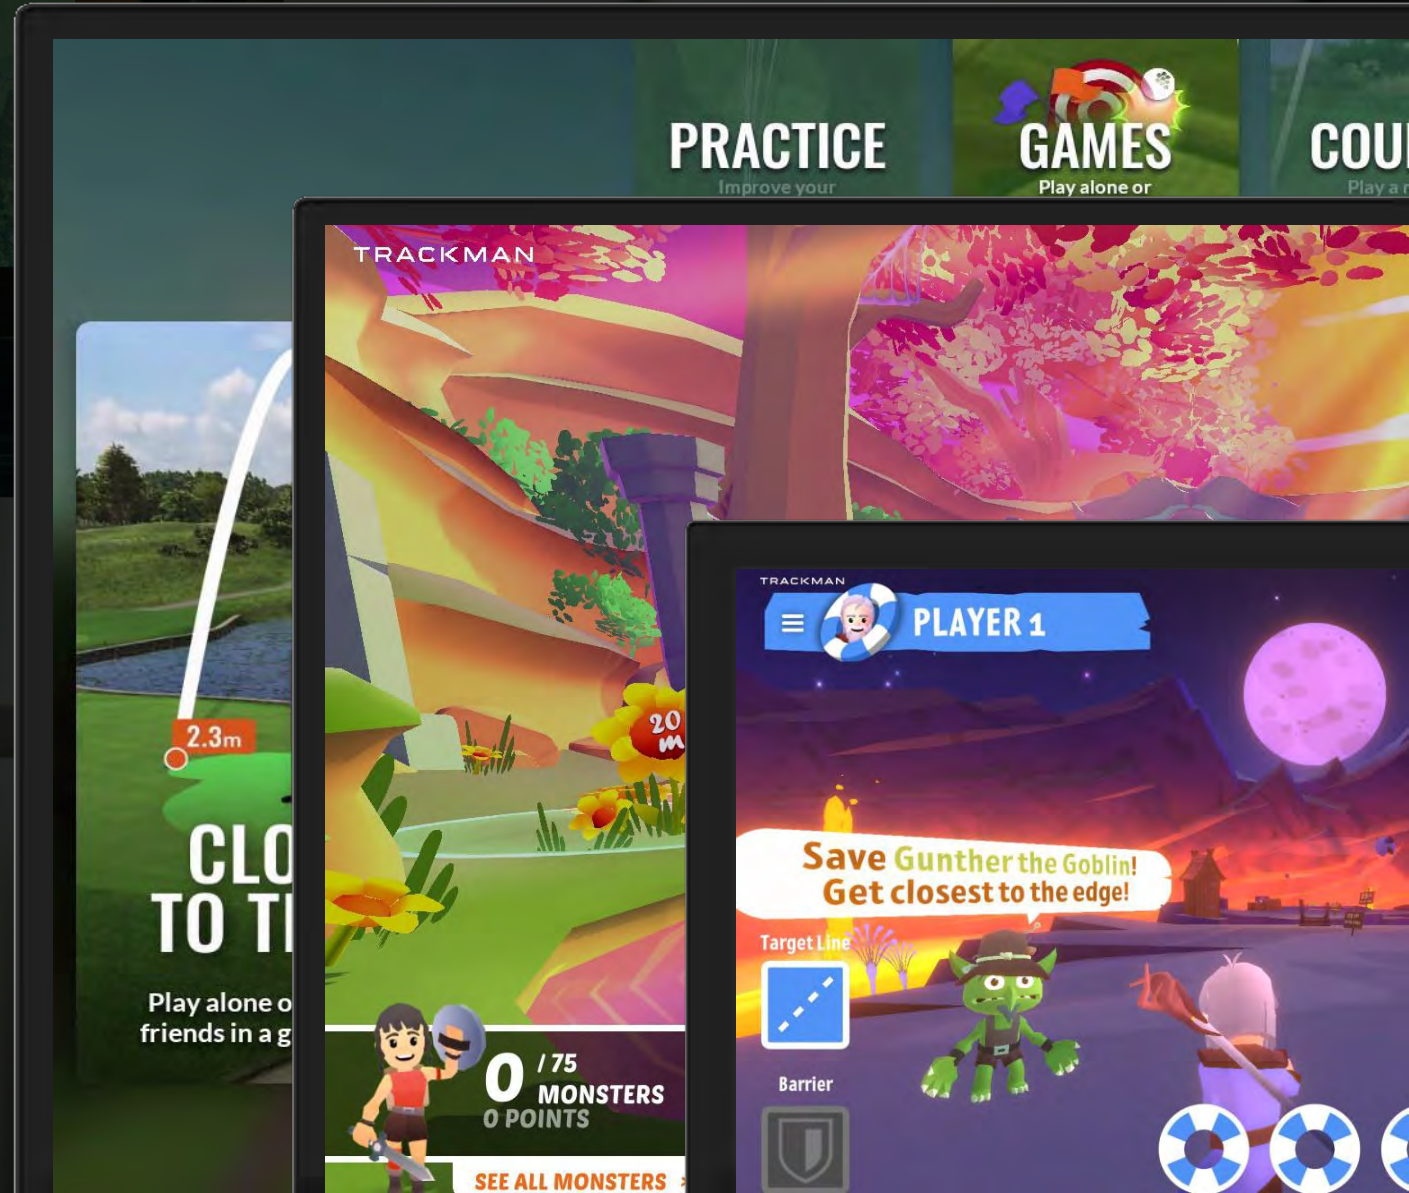 PRACTICE
Improve your
GAMES
Play alone or
COU
Play a
TRACKMAN
2.3m
CLO
TO T
Play alone o
friends in a g
20
m
0 / 75
MONSTERS
0 POINTS
SEE ALL MONSTERS
TRACKMAN
PLAYER 1
Save Gunther the Goblin!
Get closest to the edge!
Target Line
Barrier